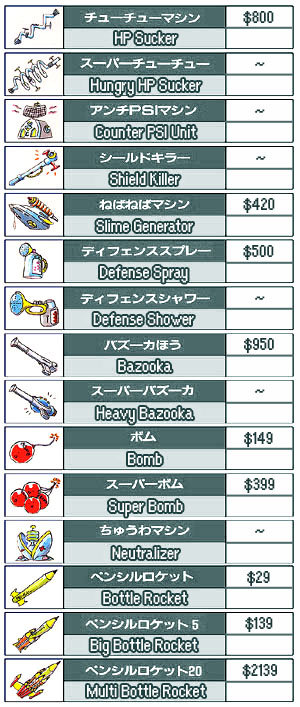 チューチューマシン $800
HP Sucker
スーパーチューチュー ~
Hungry HP Sucker
アンチPSIマシン ~
Counter PSI Unit
シールドキラー ~
Shield Killer
ねばねばマシン $420
Slime Generator
ディフェンススプレー $500
Defense Spray
ディフェンスシャワー ~
Defense Shower
バズーカほう $950
Bazooka
スーパーバズーカ ~
Heavy Bazooka
ボム $149
Bomb
スーパーボム $399
Super Bomb
ちゅうわマシン ~
Neutralizer
ペンシルロケット $29
Bottle Rocket
ペンシルロケット5 $139
Big Bottle Rocket
ペンシルロケット20 $2139
Multi Bottle Rocket